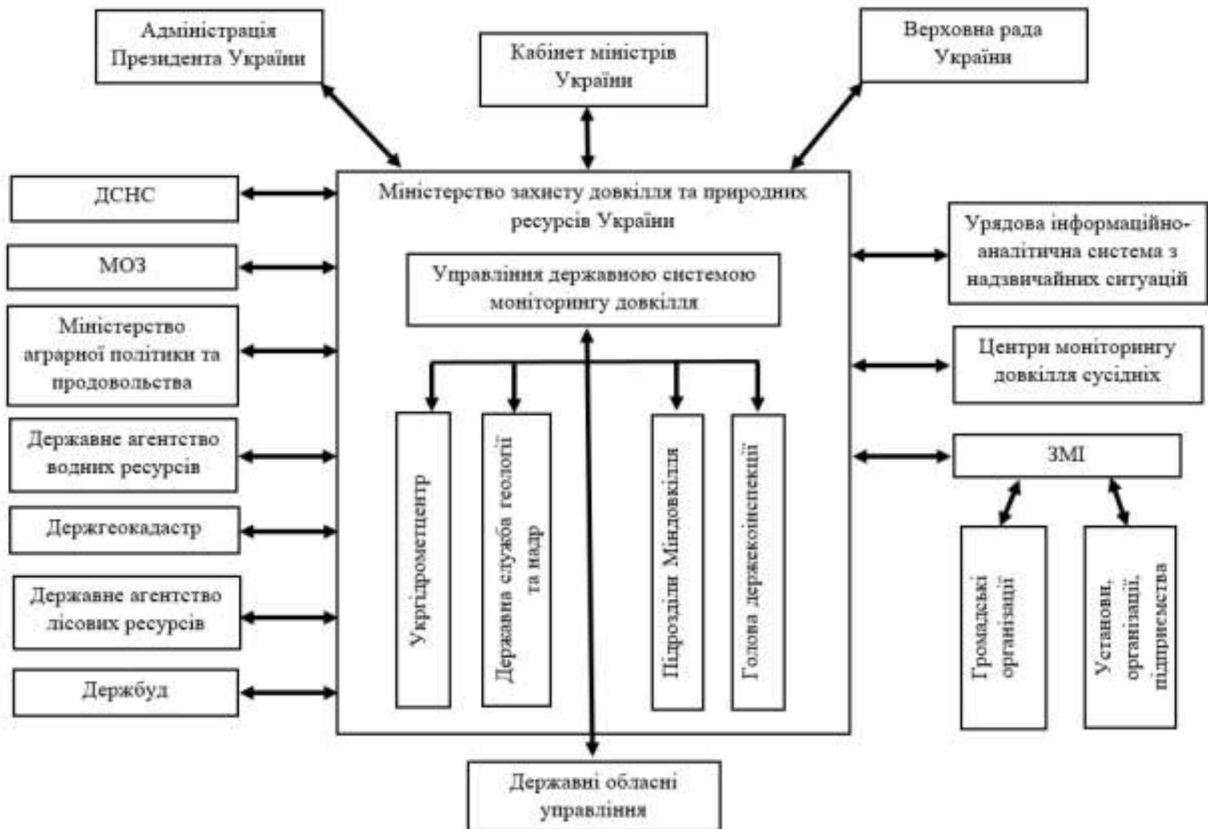 Адміністрація
Президента України
Кабінет міністрів
України
Верховна рада
України
ДСНС
МОЗ
Міністерство
аграрної політики та
продовольства
Державне агентство
водних ресурсів
Держгеокадастр
Державне агентство
лісових ресурсів
Держбуд
Міністерство захисту довкілля та природних
ресурсів України
Управління державною системою
моніторингу довкілля
Укргідрометцентр
Державна служба геології
та надр
Підрозділи Міндовкілля
Голова держекоінспекції
Державні обласні
управління
Урядова інформаційно-
аналітична система з
надзвичайних ситуацій
Центри моніторингу
довкілля сусідніх
ЗМІ
Громадські
організації
Установи,
організації,
підприємства